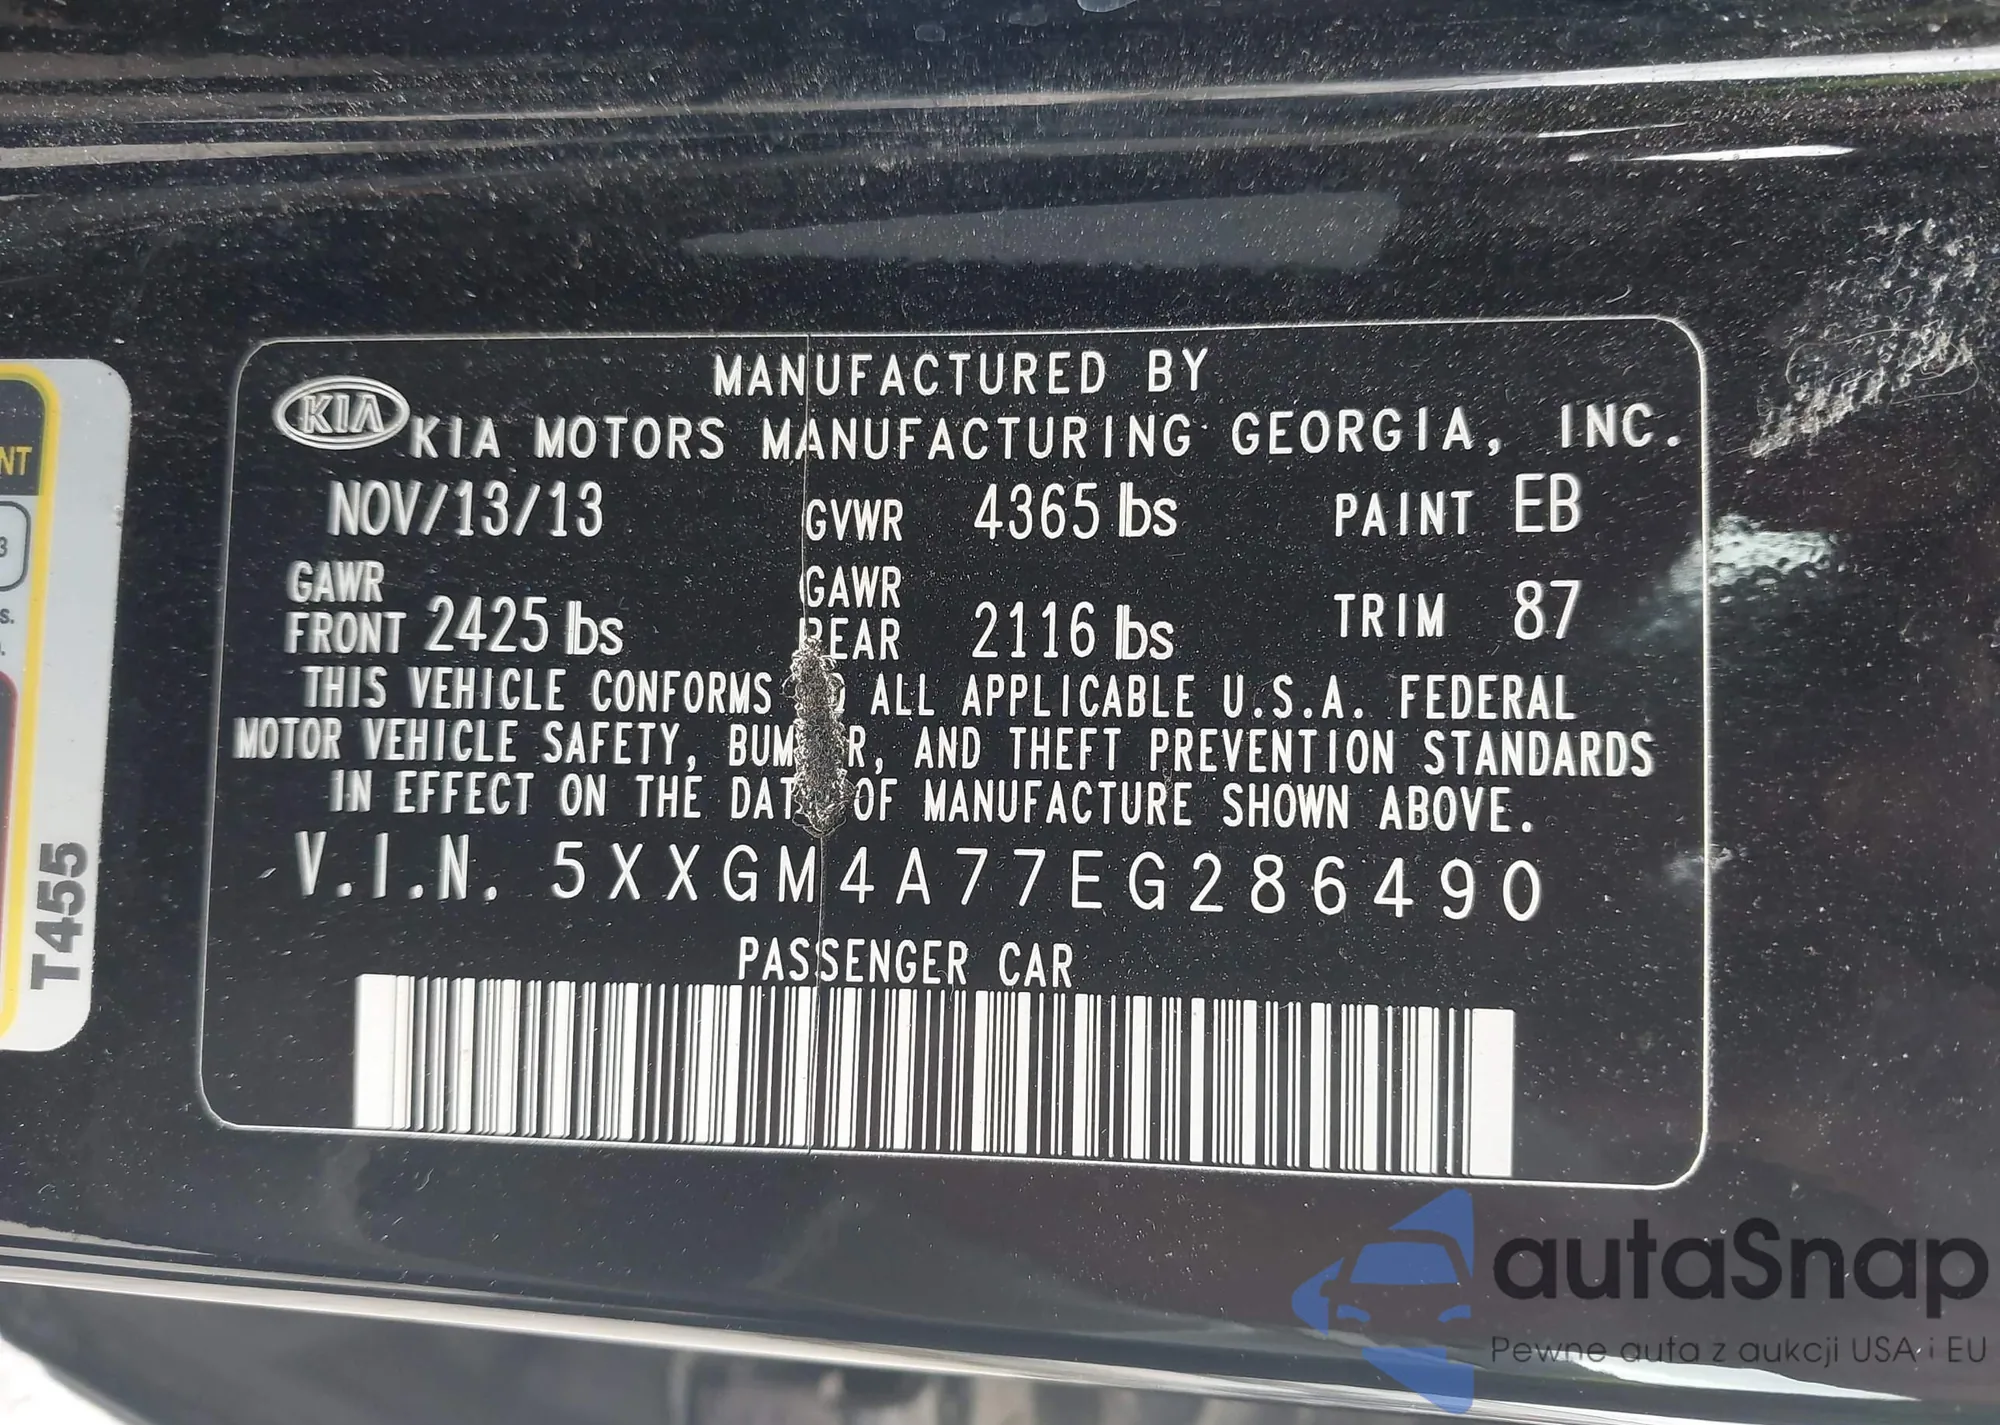 MANUFACTURED BY
KIA KIA MOTORS MANUFACTURING GEORGIA, INC.
NOV/13/13 GVWR 4365 lbs PAINT EB
GAWR FRONT 2425 lbs GAWR REAR 2116 lbs TRIM 87
THIS VEHICLE CONFORMS ALL APPLICABLE U.S.A. FEDERAL
MOTOR VEHICLE SAFETY, AND THEFT PREVENTION STANDARDS
IN EFFECT ON THE OF MANUFACTURE SHOWN ABOVE.
V.I.N. 5XXGM4A77EG286490
PASSENGER CAR
T455
autaSnap
Pewne auta z aukcji USA i EU